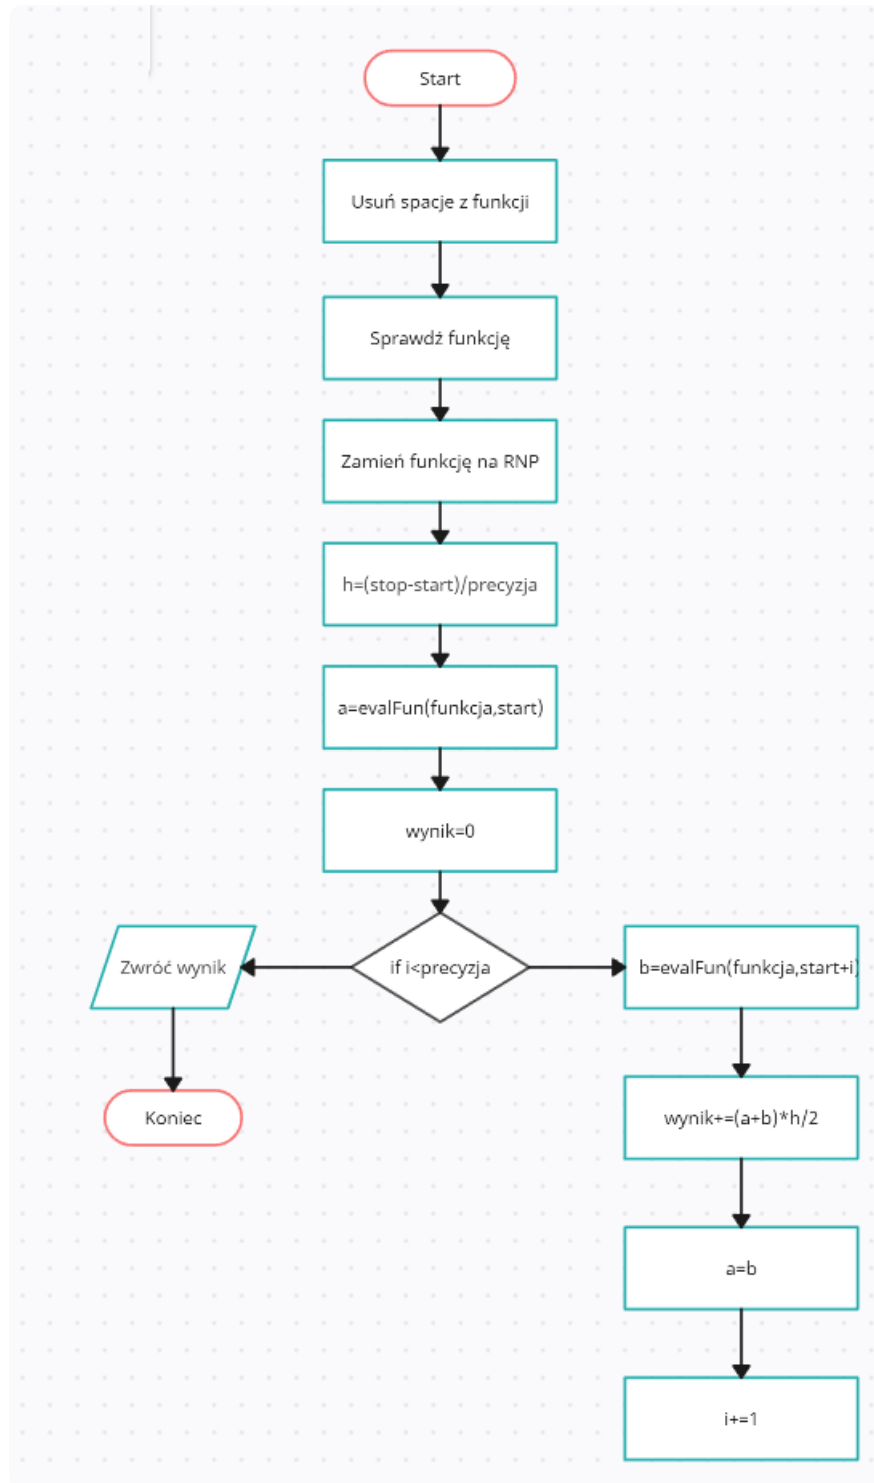 Start
Usuń spacje z funkcji
Sprawdź funkcję
Zamień funkcję na RNP
h=(stop-start)/precyzja
a=evalFun(funkcja,start)
wynik=0
if i<precyzja
Zwróć wynik
b=evalFun(funkcja,start+i)
Koniec
wynik+=(a+b)*h/2
a=b
i+=1